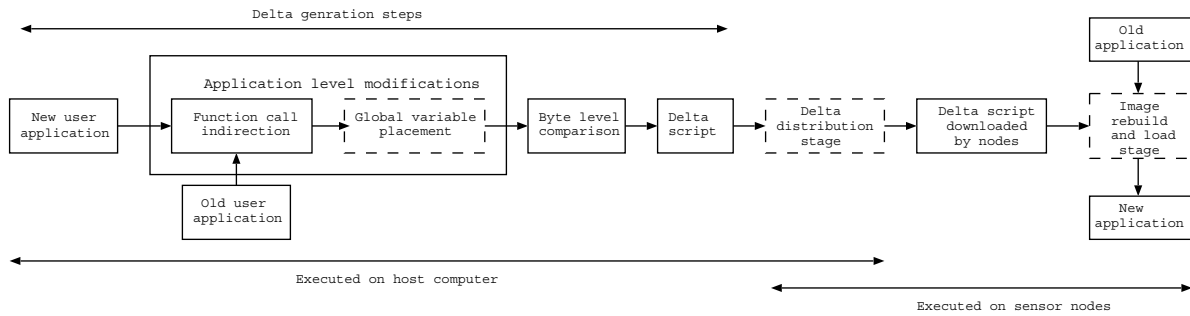 Delta genration steps
Application level modifications
New user
application
Function call
indirection
Global variable
placement
Byte level
comparison
Delta
script
Delta
distribution
stage
Delta script
downloaded
by nodes
Old
application
Image
rebuild
and load
stage
New
application
Old user
application
Executed on host computer
Executed on sensor nodes